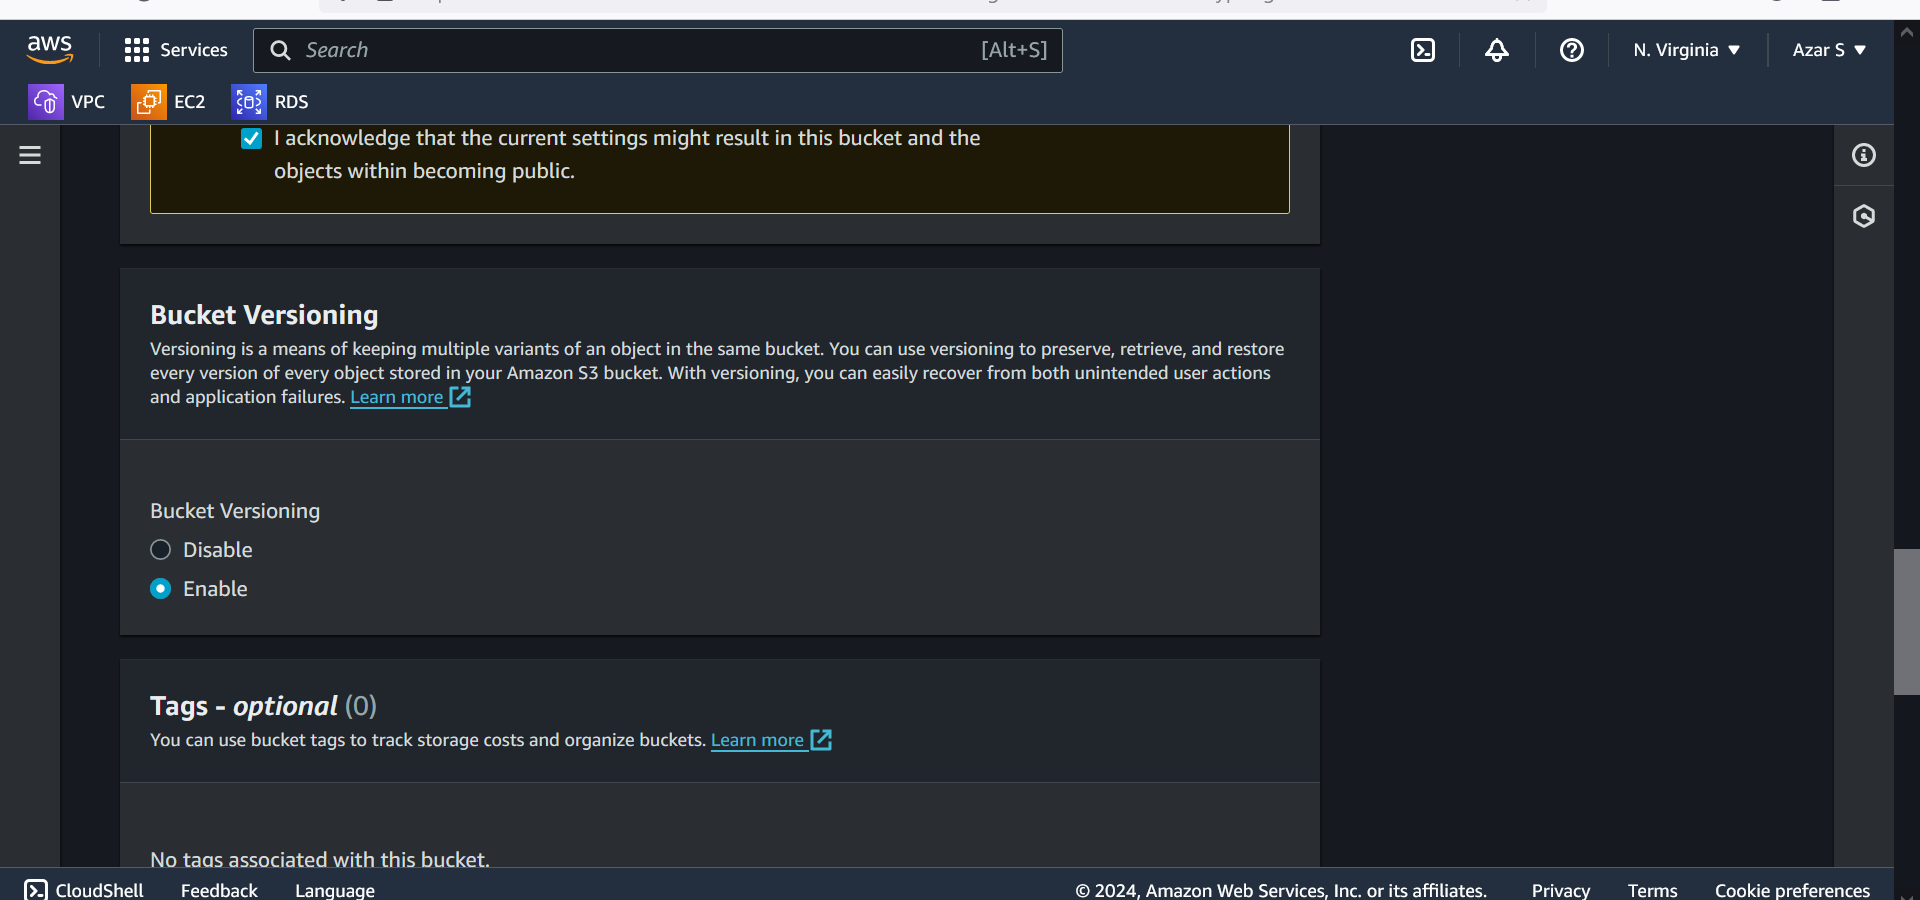 aws
Services
Search
[Alt+S]
N. Virginia
Azar S
VPC
EC2
RDS
I acknowledge that the current settings might result in this bucket and the
objects within becoming public.
Bucket Versioning
Versioning is a means of keeping multiple variants of an object in the same bucket. You can use versioning to preserve, retrieve, and restore
every version of every object stored in your Amazon S3 bucket. With versioning, you can easily recover from both unintended user actions
and application failures. Learn more
Bucket Versioning
Disable
Enable
Tags - optional (0)
You can use bucket tags to track storage costs and organize buckets. Learn more
No tags associated with this bucket.
CloudShell
Feedback
Language
© 2024, Amazon Web Services, Inc. or its affiliates.
Privacy
Terms
Cookie preferences